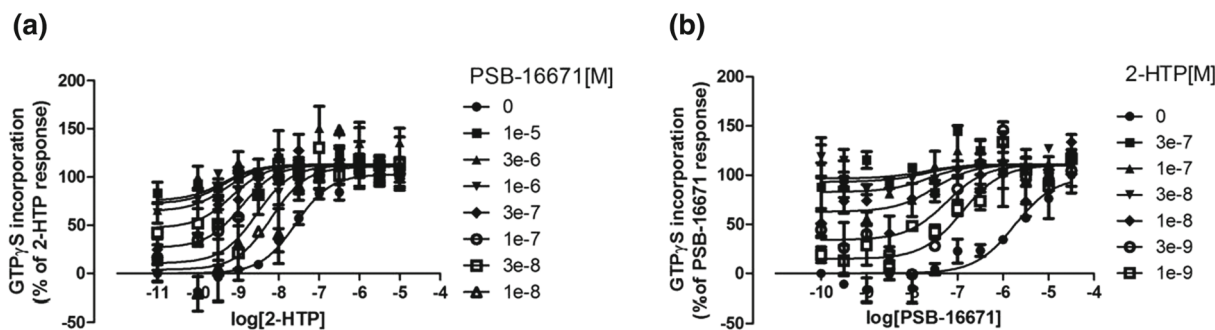 (a)
GTPγS incorporation
(% of 2-HTP response)
200
150
100
50
0
-50
-11 -10 -9 -8 -7 -6 -5 -4
log[2-HTP]
PSB-16671[M]
0
1e-5
3e-6
1e-6
3e-7
1e-7
3e-8
1e-8
(b)
GTPγS incorporation
(%of PSB-16671 response)
200
150
100
50
0
-50
-10 -9 -8 -7 -6 -5 -4
log[PSB-16671]
2-HTP[M]
0
3e-7
1e-7
3e-8
1e-8
3e-9
1e-9